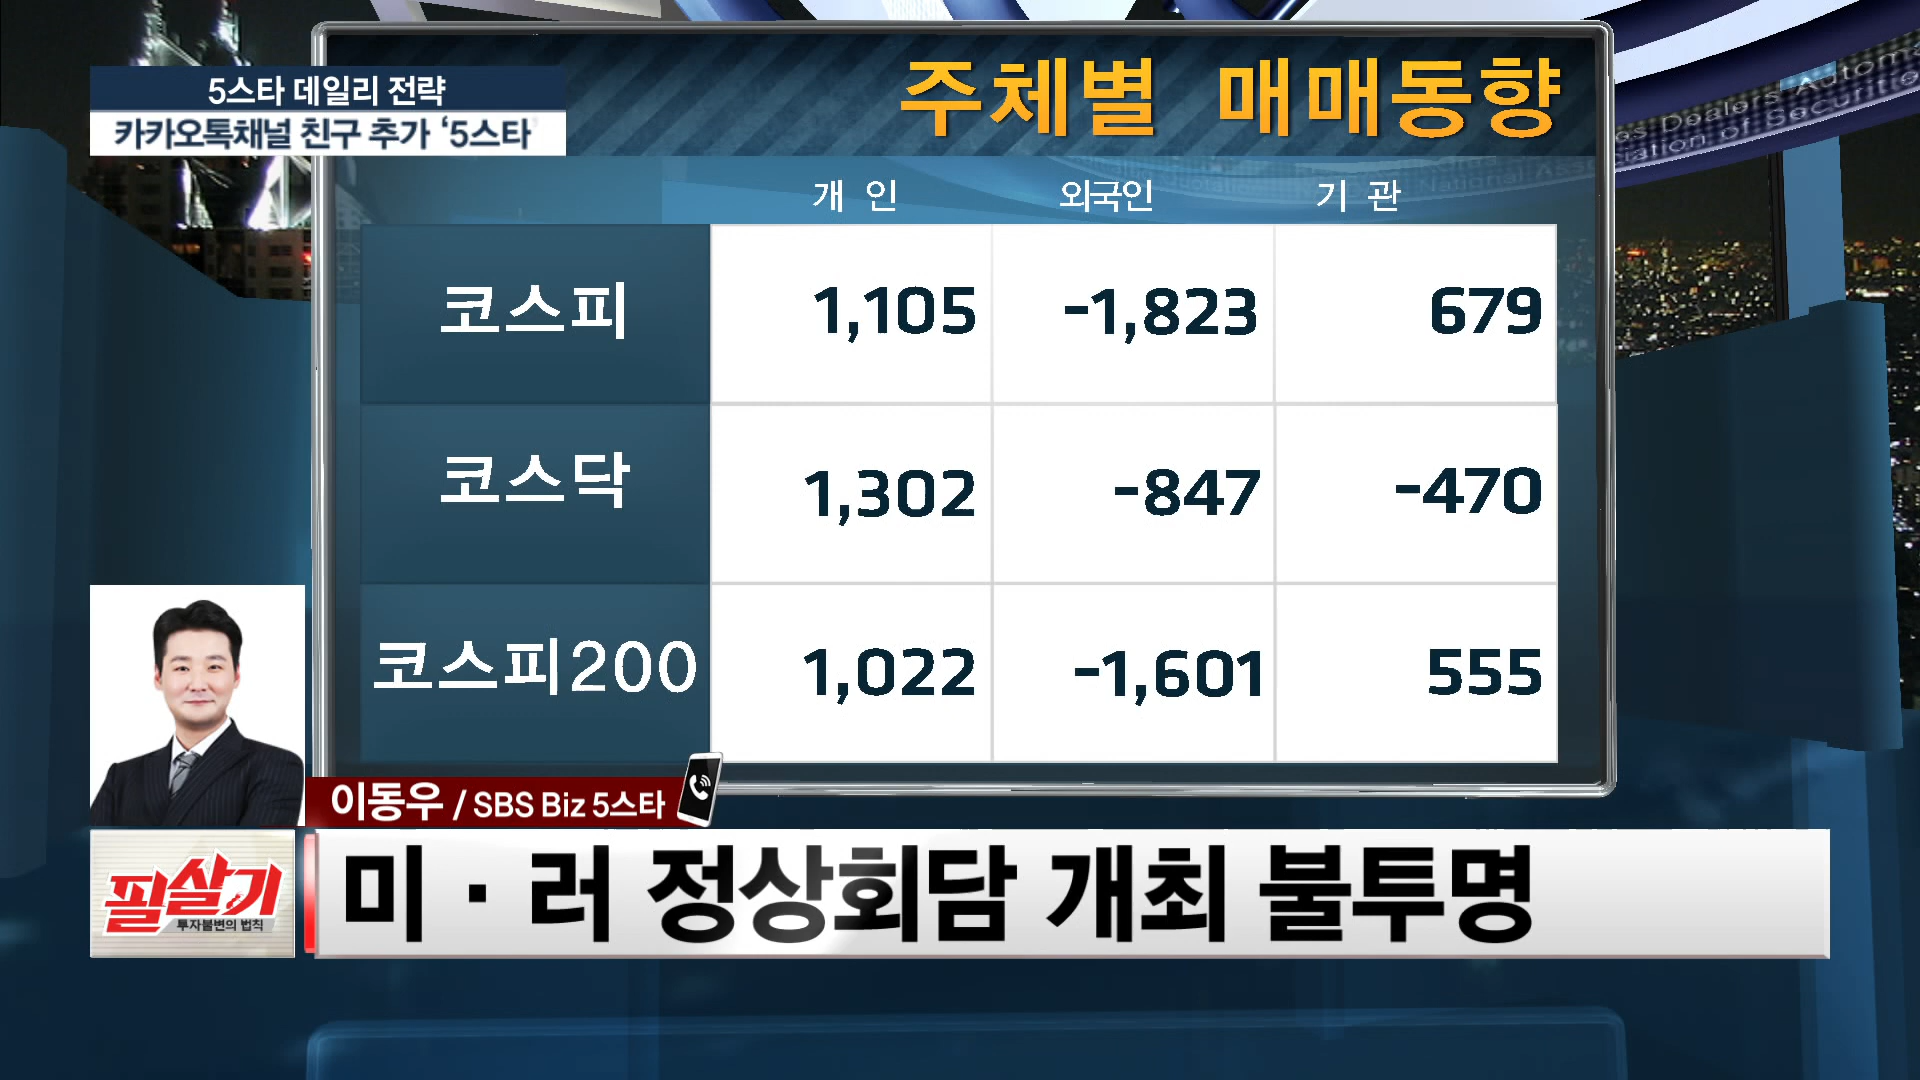 5스타 데일리 전략
카카오톡채널 친구 추가 ‘5스타’
주체별 매매동향
개인 외국인 기관
코스피 1,105 -1,823 679
코스닥 1,302 -847 -470
코스피200 1,022 -1,601 555
이동우 / SBS Biz 5스타
필살기
투자불변의 법칙
미 · 러 정상회담 개최 불투명